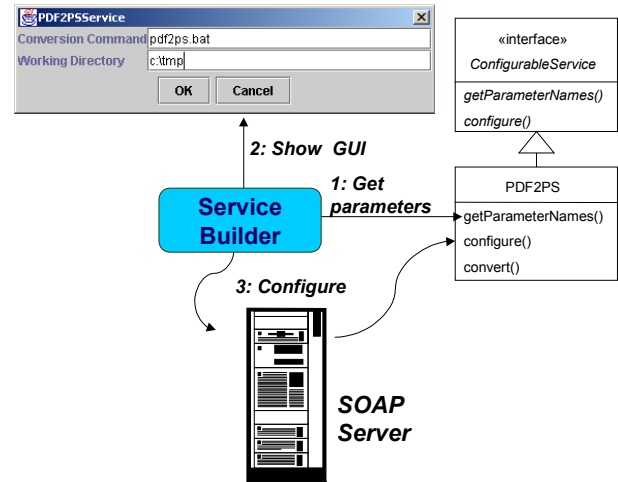 PDF2PSService
Conversion Command pdf2ps.bat
Working Directory c:\tmp
OK Cancel
«interface»
ConfigurableService
getParameterNames()
configure()
2: Show GUI
1: Get
parameters
Service
Builder
PDF2PS
getParameterNames()
configure()
convert()
3: Configure
SOAP
Server